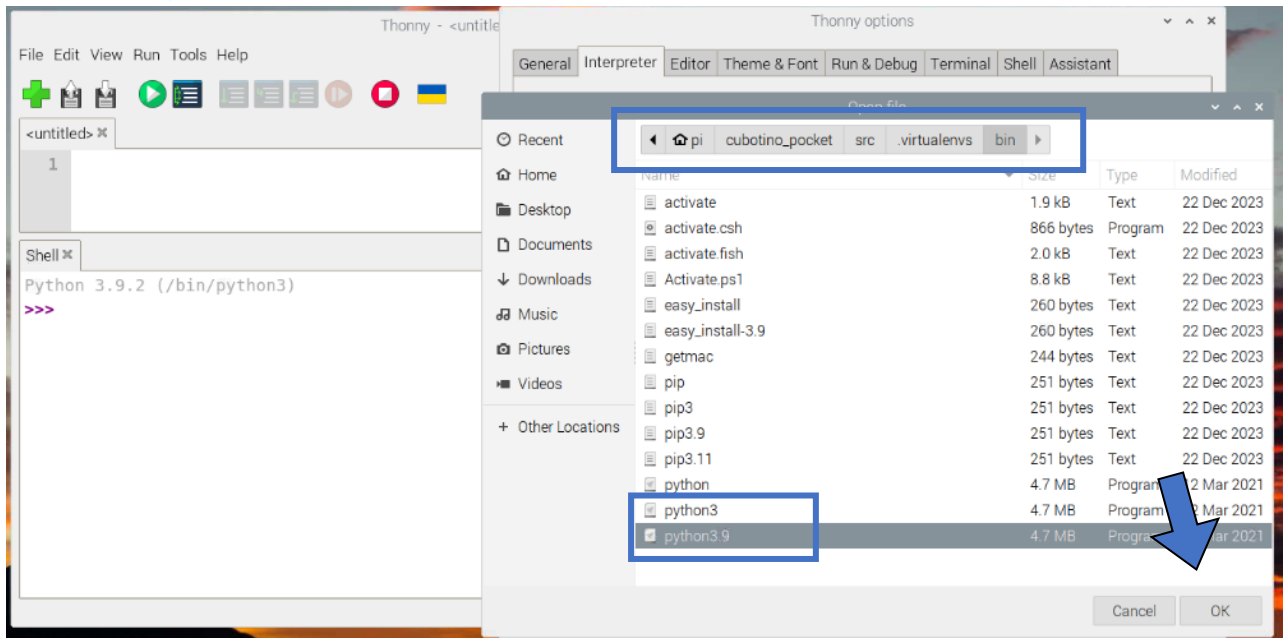 Thonny - <untitle
File Edit View Run Tools Help
<untitled> ✖
1
Shell ✖
Python 3.9.2 (/bin/python3)
>>>
Thonny options
General Interpreter Editor Theme & Font Run & Debug Terminal Shell Assistant
Open file
Recent
Home
Desktop
Documents
Downloads
Music
Pictures
Videos
+ Other Locations
pi cubotino_pocket src .virtualenvs bin
Name Size Type Modified
activate 1.9 kB Text 22 Dec 2023
activate.csh 866 bytes Program 22 Dec 2023
activate.fish 2.0 kB Text 22 Dec 2023
Activate.ps1 8.8 kB Text 22 Dec 2023
easy_install 260 bytes Text 22 Dec 2023
easy_install-3.9 260 bytes Text 22 Dec 2023
getmac 244 bytes Text 22 Dec 2023
pip 251 bytes Text 22 Dec 2023
pip3 251 bytes Text 22 Dec 2023
pip3.9 251 bytes Text 22 Dec 2023
pip3.11 251 bytes Text 22 Dec 2023
python 4.7 MB Program 2 Mar 2021
python3 4.7 MB Program Mar 2021
python3.9 4.7 MB Progra ar 2021
Cancel OK